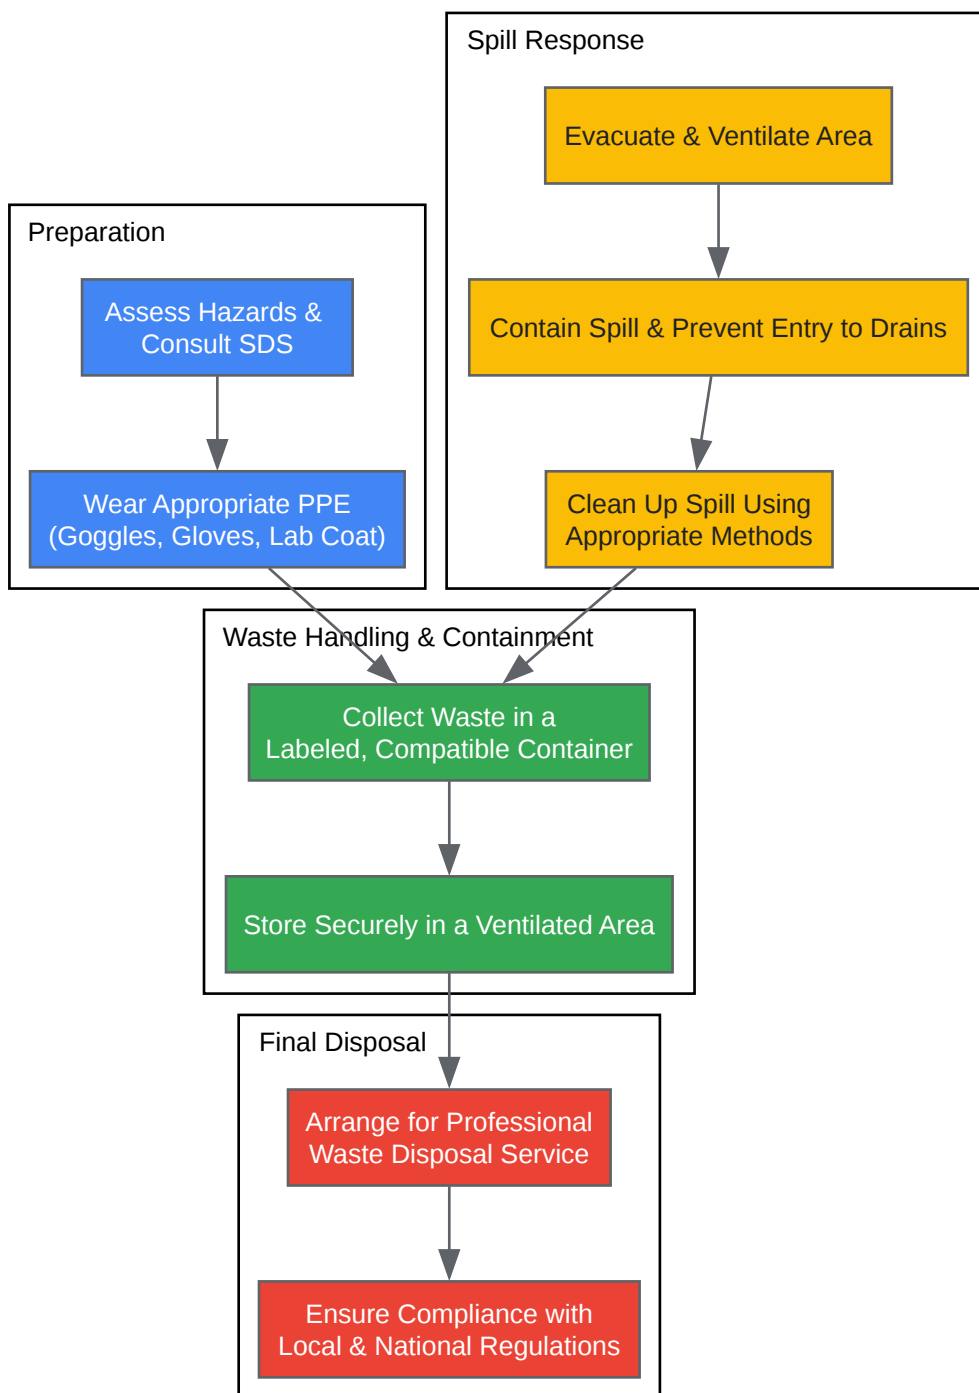 Spill Response
Evacuate & Ventilate Area
Contain Spill & Prevent Entry to Drains
Clean Up Spill Using
Appropriate Methods
Preparation
Assess Hazards &
Consult SDS
Wear Appropriate PPE
(Goggles, Gloves, Lab Coat)
Waste Handling & Containment
Collect Waste in a
Labeled, Compatible Container
Store Securely in a Ventilated Area
Final Disposal
Arrange for Professional
Waste Disposal Service
Ensure Compliance with
Local & National Regulations